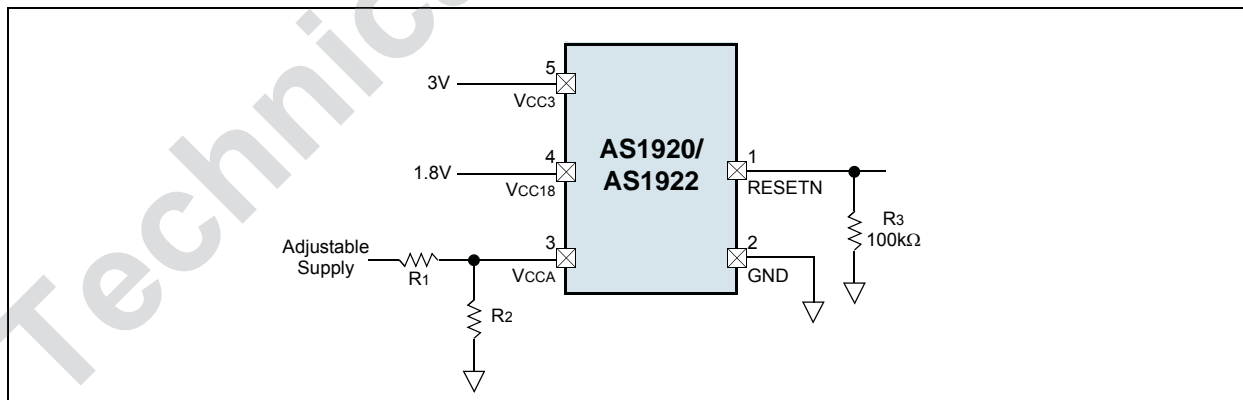 5
3V
VCC3
4
1.8V
VCC18
Adjustable
Supply
R1
3
VCCA
R2
AS1920/
AS1922
1
RESETN
2
GND
R3
100kΩ
Technic